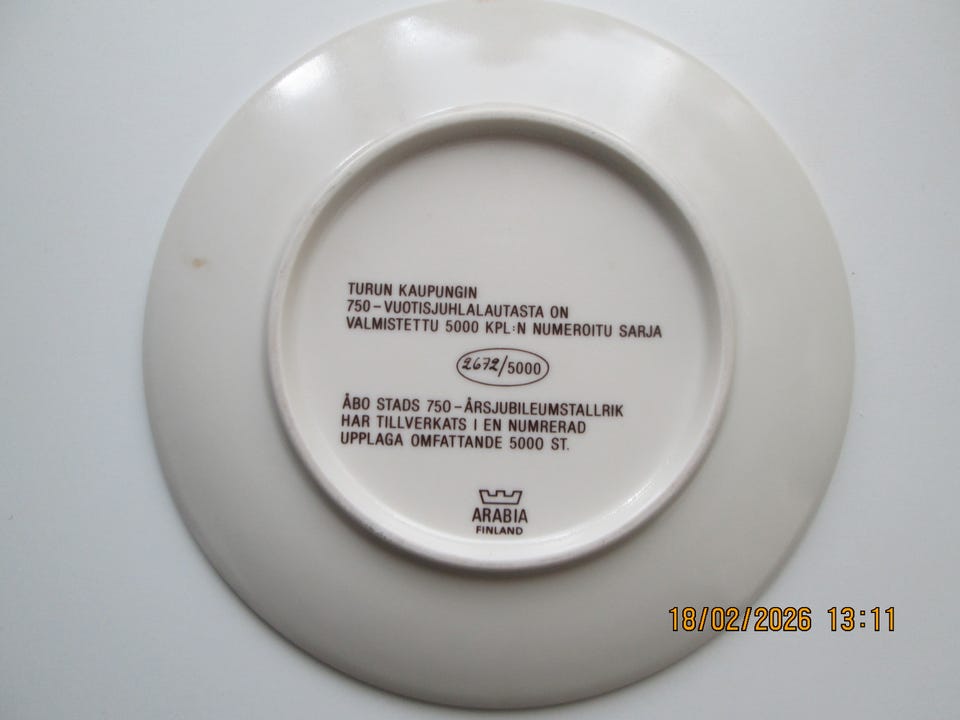 TURUN KAUPUNGIN
750-VUOTISJUHLALAUTASTA ON
VALMISTETTU 5000 KPL:N NUMEROITU SARJA
2672/5000
ÅBO STADS 750-ÅRSJUBILEUMSTALLRIK
HAR TILLVERKATS I EN NUMRERAD
UPPLAGA OMFATTANDE 5000 ST.
ARABIA
FINLAND
18/02/2026 13:11